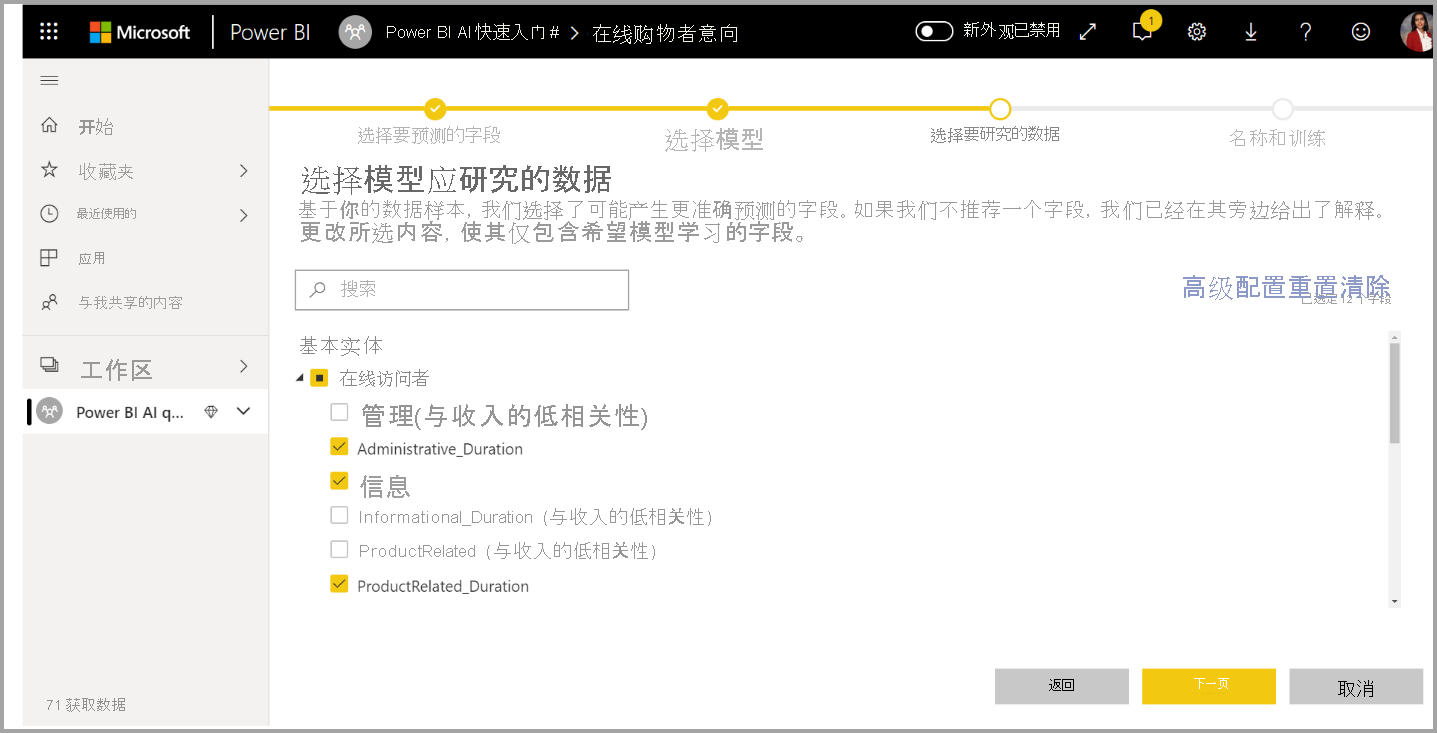 Microsoft Power BI Power BI AI 快速入门 # > 在线购物者意向 新外观已禁用 1 ?
开始
收藏夹
最近使用的
应用
与我共享的内容
工作区
Power BI AI q...
71 获取数据
选择要预测的字段 选择模型 选择要研究的数据 名称和训练
选择模型应研究的数据
基于你的数据样本, 我们选择了可能产生更准确预测的字段。如果我们不推荐一个字段, 我们已经在其旁边给出了解释。
更改所选内容, 使其仅包含希望模型学习的字段。
搜索
高级配置重置清除
已选定 12 个字段
基本实体
在线访问者
管理(与收入的低相关性)
Administrative_Duration
信息
Informational_Duration (与收入的低相关性)
ProductRelated (与收入的低相关性)
ProductRelated_Duration
返回 下一页 取消